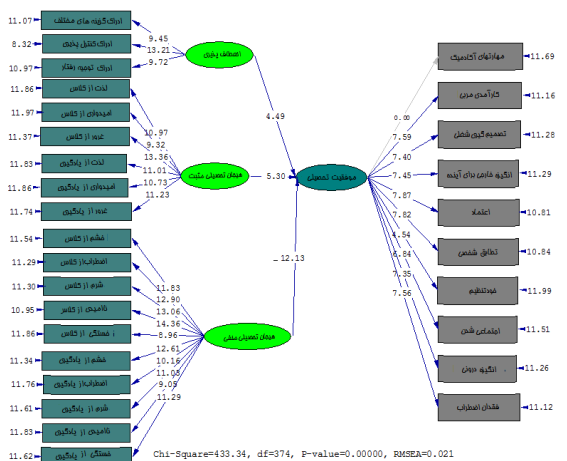 11.07 ادراک گزینه های مختلف
8.32 ادراک کنترل پذیری
10.97 ادراک توجیه رفتار
11.86 لذت از کلاس
11.97 امیدواری از کلاس
11.37 غرور از کلاس
11.83 لذت از یادگیری
11.86 امیدواری از یادگیری
11.74 غرور از یادگیری
11.54 خشم از کلاس
11.29 اضطراب از کلاس
11.30 شرم از کلاس
10.95 ناامیدی از کلاس
11.86 خستگی از کلاس
11.34 خشم از یادگیری
11.76 اضطراب از یادگیری
11.61 شرم از یادگیری
11.83 ناامیدی از یادگیری
11.62 خستگی از یادگیری
9.45
13.21
9.72
10.97
9.32
13.36
11.01
10.73
11.23
11.83
12.90
13.06
14.36
8.96
12.61
10.16
11.03
9.05
11.29
انعطاف پذیری
هیجان تحصیلی مثبت
هیجان تحصیلی منفی
4.49
5.30
12.13
موفقیت تحصیلی
0.00
7.59
7.40
7.45
7.87
7.82
4.54
6.84
7.35
7.56
مهارتهای آکادمیک 11.69
کارآمدی مربی 11.16
تصمیم گیری شغلی 11.28
انگیزه خارجی برای آینده 11.29
اعتماد 10.81
تطابق شخصی 10.84
خودتنظیم 11.99
اجتماعی شدن 11.51
انگیزه درونی 11.26
فقدان اضطراب 11.12
Chi-Square=433.34, df=374, P-value=0.00000, RMSEA=0.021